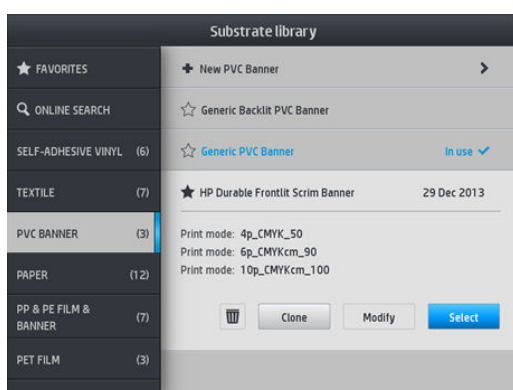 Substrate library
FAVORITES
ONLINE SEARCH
SELF-ADHESIVE VINYL (6)
TEXTILE (7)
PVC BANNER (3)
PAPER (12)
PP & PE FILM &
BANNER (7)
PET FILM (3)
New PVC Banner
Generic Backlit PVC Banner
Generic PVC Banner In use
HP Durable Frontlit Scrim Banner 29 Dec 2013
Print mode: 4p_CMYK_50
Print mode: 6p_CMYKcm_90
Print mode: 10p_CMYKcm_100
Clone Modify Select